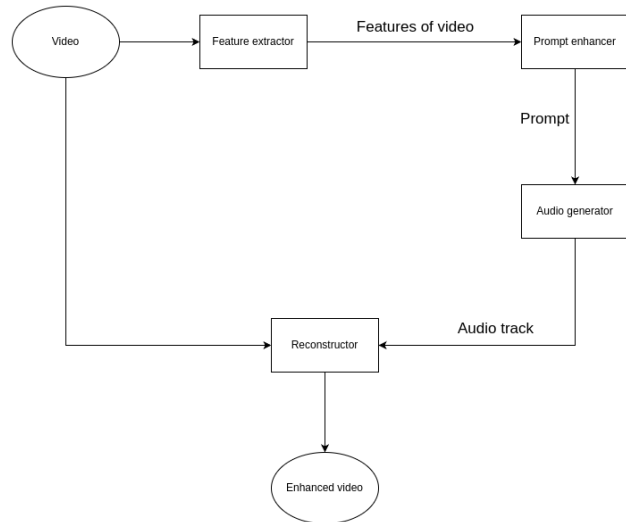 Video
Feature extractor
Features of video
Prompt enhancer
Prompt
Audio generator
Audio track
Reconstructor
Enhanced video